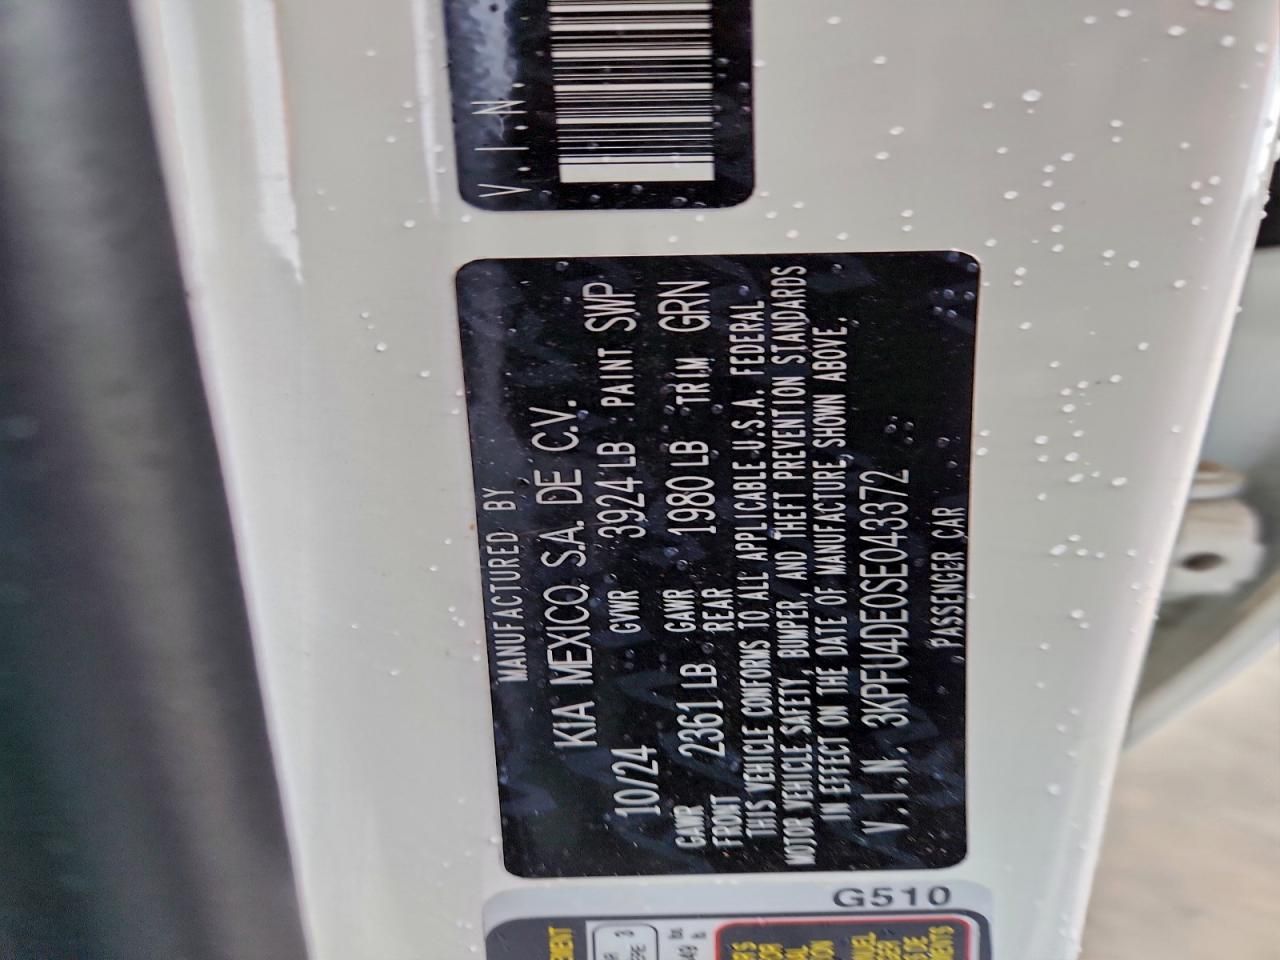 V.I.N.
MANUFACTURED BY
KIA MEXICO, S.A. DE C.V.
10/24 GVWR 3924 LB PAINT SWP
GAWR FRONT 2361 LB GAWR REAR 1980 LB TRIM GRN
THIS VEHICLE CONFORMS TO ALL APPLICABLE U.S.A. FEDERAL
MOTOR VEHICLE SAFETY, BUMPER, AND THEFT PREVENTION STANDARDS
IN EFFECT ON THE DATE OF MANUFACTURE SHOWN ABOVE.
V.I.N. 3KPFU4DE0SE043372
PASSENGER CAR
G510